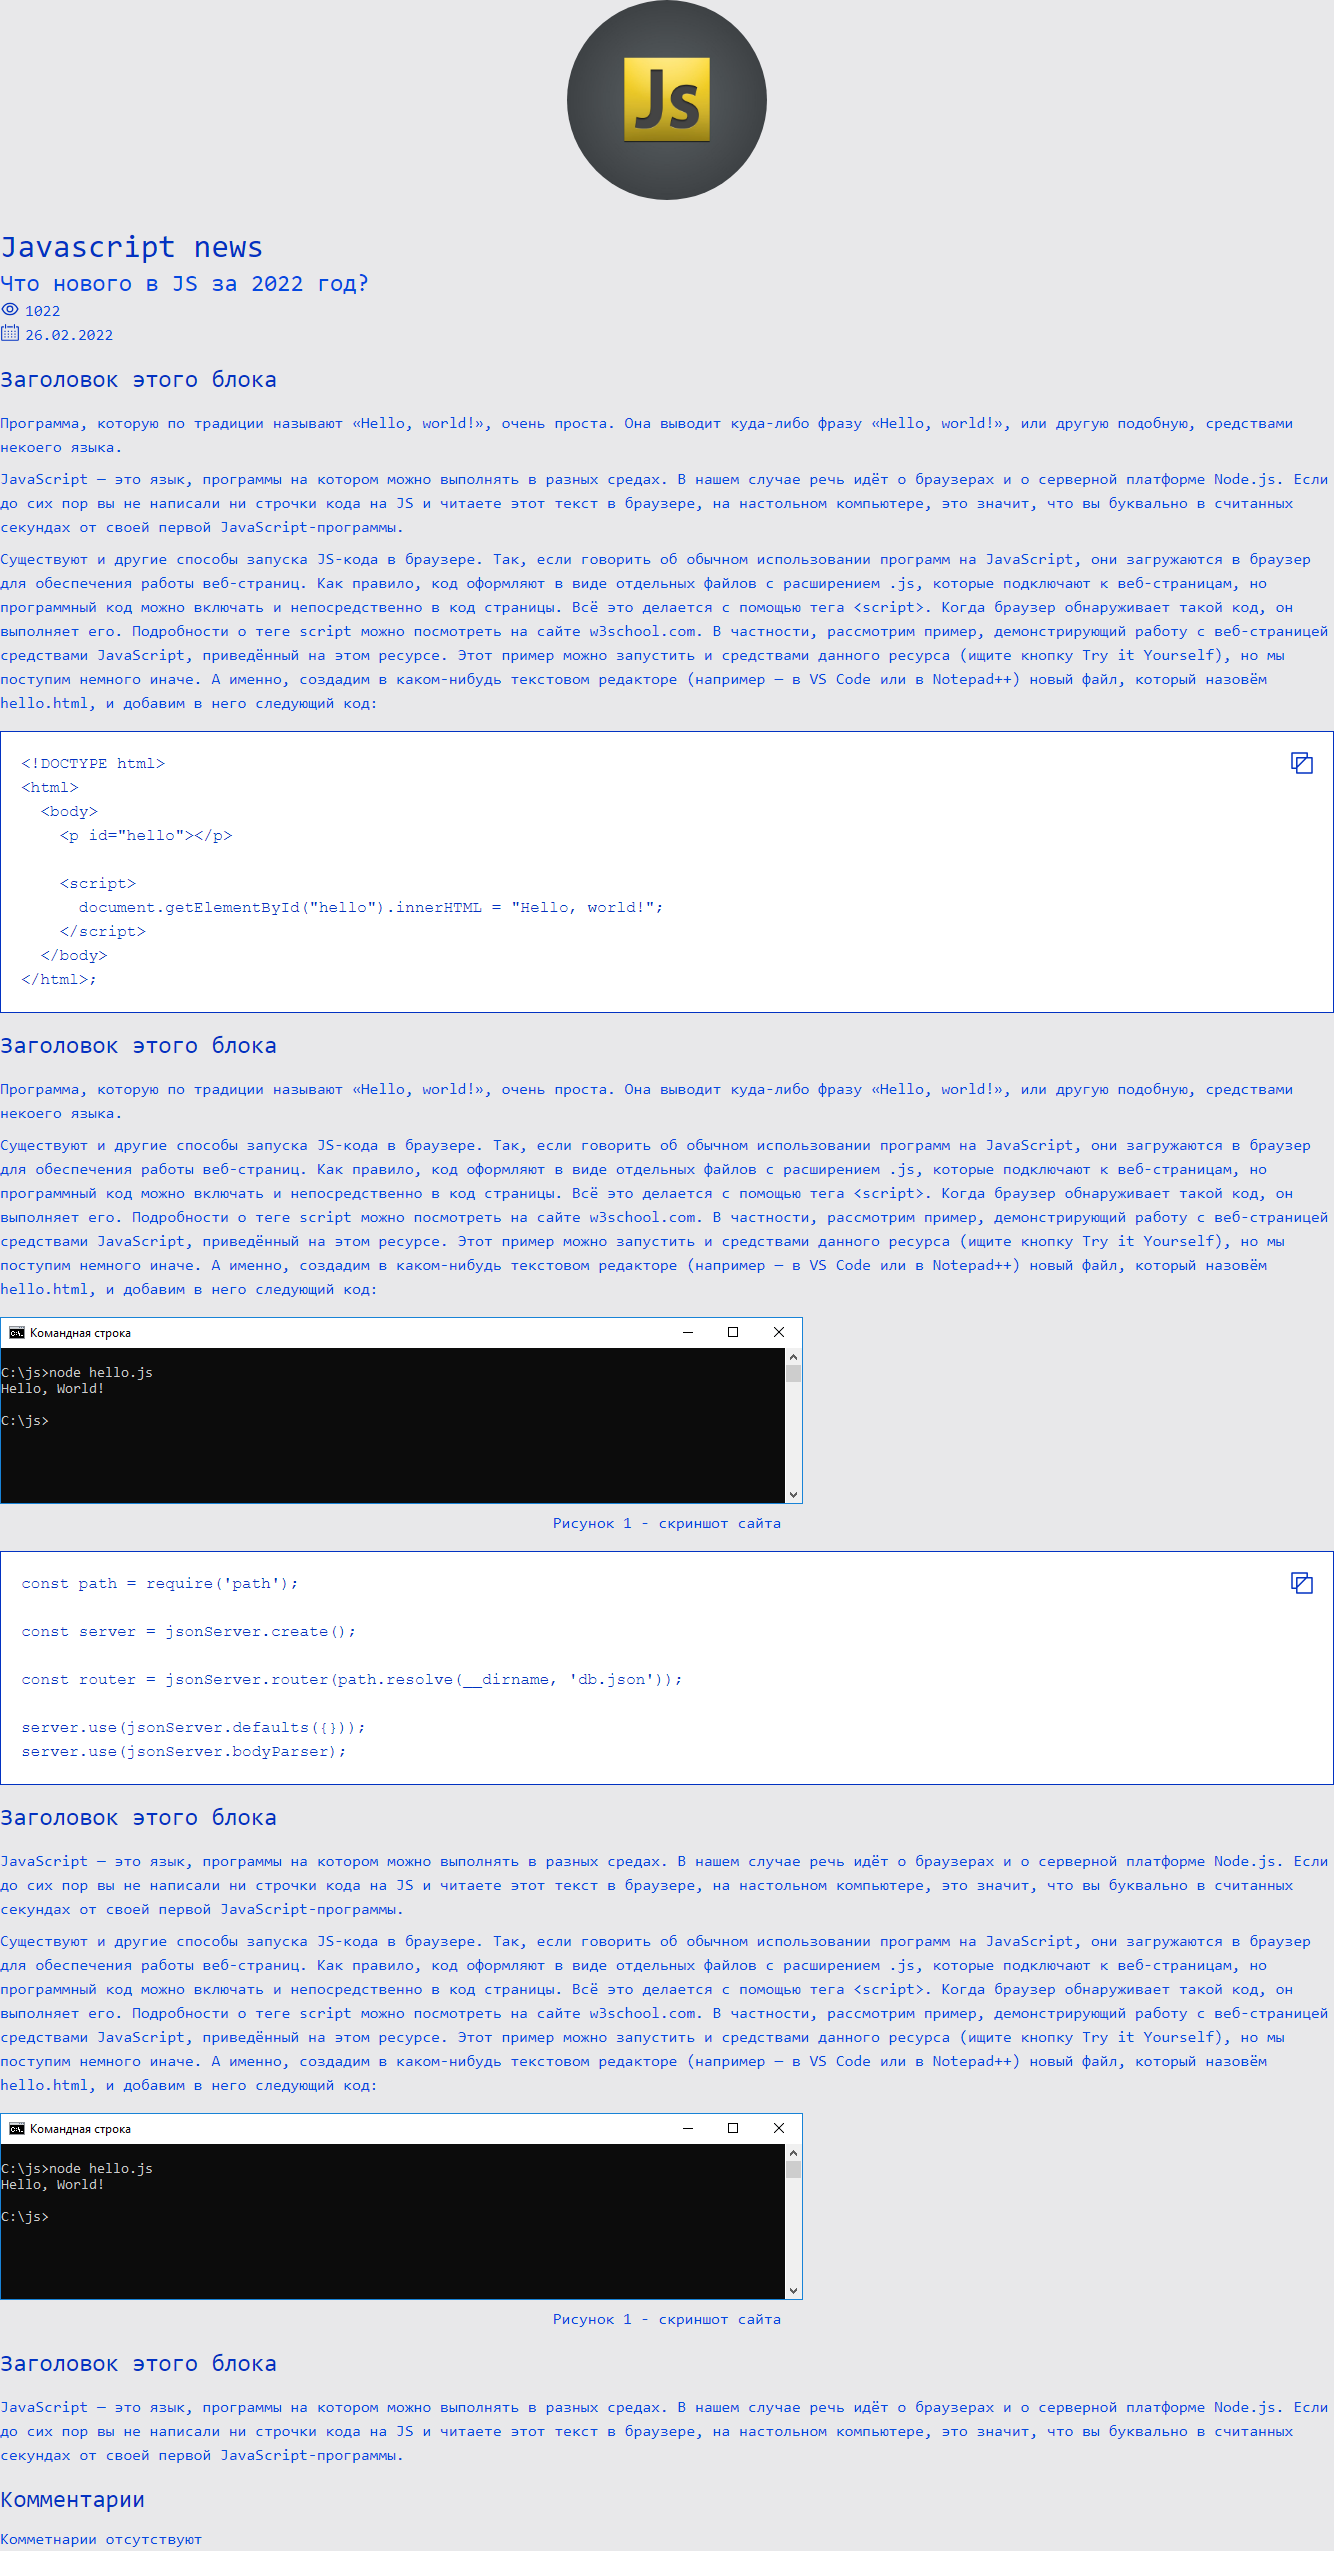 Js
Javascript news
Что нового в JS за 2022 год?
1022
26.02.2022
Заголовок этого блока
Программа, которую по традиции называют «Hello, world!», очень проста. Она выводит куда-либо фразу «Hello, world!», или другую подобную, средствами
некоего языка.
JavaScript — это язык, программы на котором можно выполнять в разных средах. В нашем случае речь идёт о браузерах и о серверной платформе Node.js. Если
до сих пор вы не написали ни строчки кода на JS и читаете этот текст в браузере, на настольном компьютере, это значит, что вы буквально в считанных
секундах от своей первой JavaScript-программы.
Существуют и другие способы запуска JS-кода в браузере. Так, если говорить об обычном использовании программ на JavaScript, они загружаются в браузер
для обеспечения работы веб-страниц. Как правило, код оформляют в виде отдельных файлов с расширением .js, которые подключают к веб-страницам, но
программный код можно включать и непосредственно в код страницы. Всё это делается с помощью тега <script>. Когда браузер обнаруживает такой код, он
выполняет его. Подробности о теге script можно посмотреть на сайте w3school.com. В частности, рассмотрим пример, демонстрирующий работу с веб-страницей
средствами JavaScript, приведённый на этом ресурсе. Этот пример можно запустить и средствами данного ресурса (ищите кнопку Try it Yourself), но мы
поступим немного иначе. А именно, создадим в каком-нибудь текстовом редакторе (например — в VS Code или в Notepad++) новый файл, который назовём
hello.html, и добавим в него следующий код:
<!DOCTYPE html>
<html>
  <body>
    <p id="hello"></p>

    <script>
      document.getElementById("hello").innerHTML = "Hello, world!";
    </script>
  </body>
</html>;
Заголовок этого блока
Программа, которую по традиции называют «Hello, world!», очень проста. Она выводит куда-либо фразу «Hello, world!», или другую подобную, средствами
некоего языка.
Существуют и другие способы запуска JS-кода в браузере. Так, если говорить об обычном использовании программ на JavaScript, они загружаются в браузер
для обеспечения работы веб-страниц. Как правило, код оформляют в виде отдельных файлов с расширением .js, которые подключают к веб-страницам, но
программный код можно включать и непосредственно в код страницы. Всё это делается с помощью тега <script>. Когда браузер обнаруживает такой код, он
выполняет его. Подробности о теге script можно посмотреть на сайте w3school.com. В частности, рассмотрим пример, демонстрирующий работу с веб-страницей
средствами JavaScript, приведённый на этом ресурсе. Этот пример можно запустить и средствами данного ресурса (ищите кнопку Try it Yourself), но мы
поступим немного иначе. А именно, создадим в каком-нибудь текстовом редакторе (например — в VS Code или в Notepad++) новый файл, который назовём
hello.html, и добавим в него следующий код:
C:\. Командная строка
C:\js>node hello.js
Hello, World!
C:\js>
Рисунок 1 - скриншот сайта
const path = require('path');

const server = jsonServer.create();

const router = jsonServer.router(path.resolve(__dirname, 'db.json'));

server.use(jsonServer.defaults({}));
server.use(jsonServer.bodyParser);
Заголовок этого блока
JavaScript — это язык, программы на котором можно выполнять в разных средах. В нашем случае речь идёт о браузерах и о серверной платформе Node.js. Если
до сих пор вы не написали ни строчки кода на JS и читаете этот текст в браузере, на настольном компьютере, это значит, что вы буквально в считанных
секундах от своей первой JavaScript-программы.
Существуют и другие способы запуска JS-кода в браузере. Так, если говорить об обычном использовании программ на JavaScript, они загружаются в браузер
для обеспечения работы веб-страниц. Как правило, код оформляют в виде отдельных файлов с расширением .js, которые подключают к веб-страницам, но
программный код можно включать и непосредственно в код страницы. Всё это делается с помощью тега <script>. Когда браузер обнаруживает такой код, он
выполняет его. Подробности о теге script можно посмотреть на сайте w3school.com. В частности, рассмотрим пример, демонстрирующий работу с веб-страницей
средствами JavaScript, приведённый на этом ресурсе. Этот пример можно запустить и средствами данного ресурса (ищите кнопку Try it Yourself), но мы
поступим немного иначе. А именно, создадим в каком-нибудь текстовом редакторе (например — в VS Code или в Notepad++) новый файл, который назовём
hello.html, и добавим в него следующий код:
C:\. Командная строка
C:\js>node hello.js
Hello, World!
C:\js>
Рисунок 1 - скриншот сайта
Заголовок этого блока
JavaScript — это язык, программы на котором можно выполнять в разных средах. В нашем случае речь идёт о браузерах и о серверной платформе Node.js. Если
до сих пор вы не написали ни строчки кода на JS и читаете этот текст в браузере, на настольном компьютере, это значит, что вы буквально в считанных
секундах от своей первой JavaScript-программы.
Комментарии
Комметнарии отсутствуют